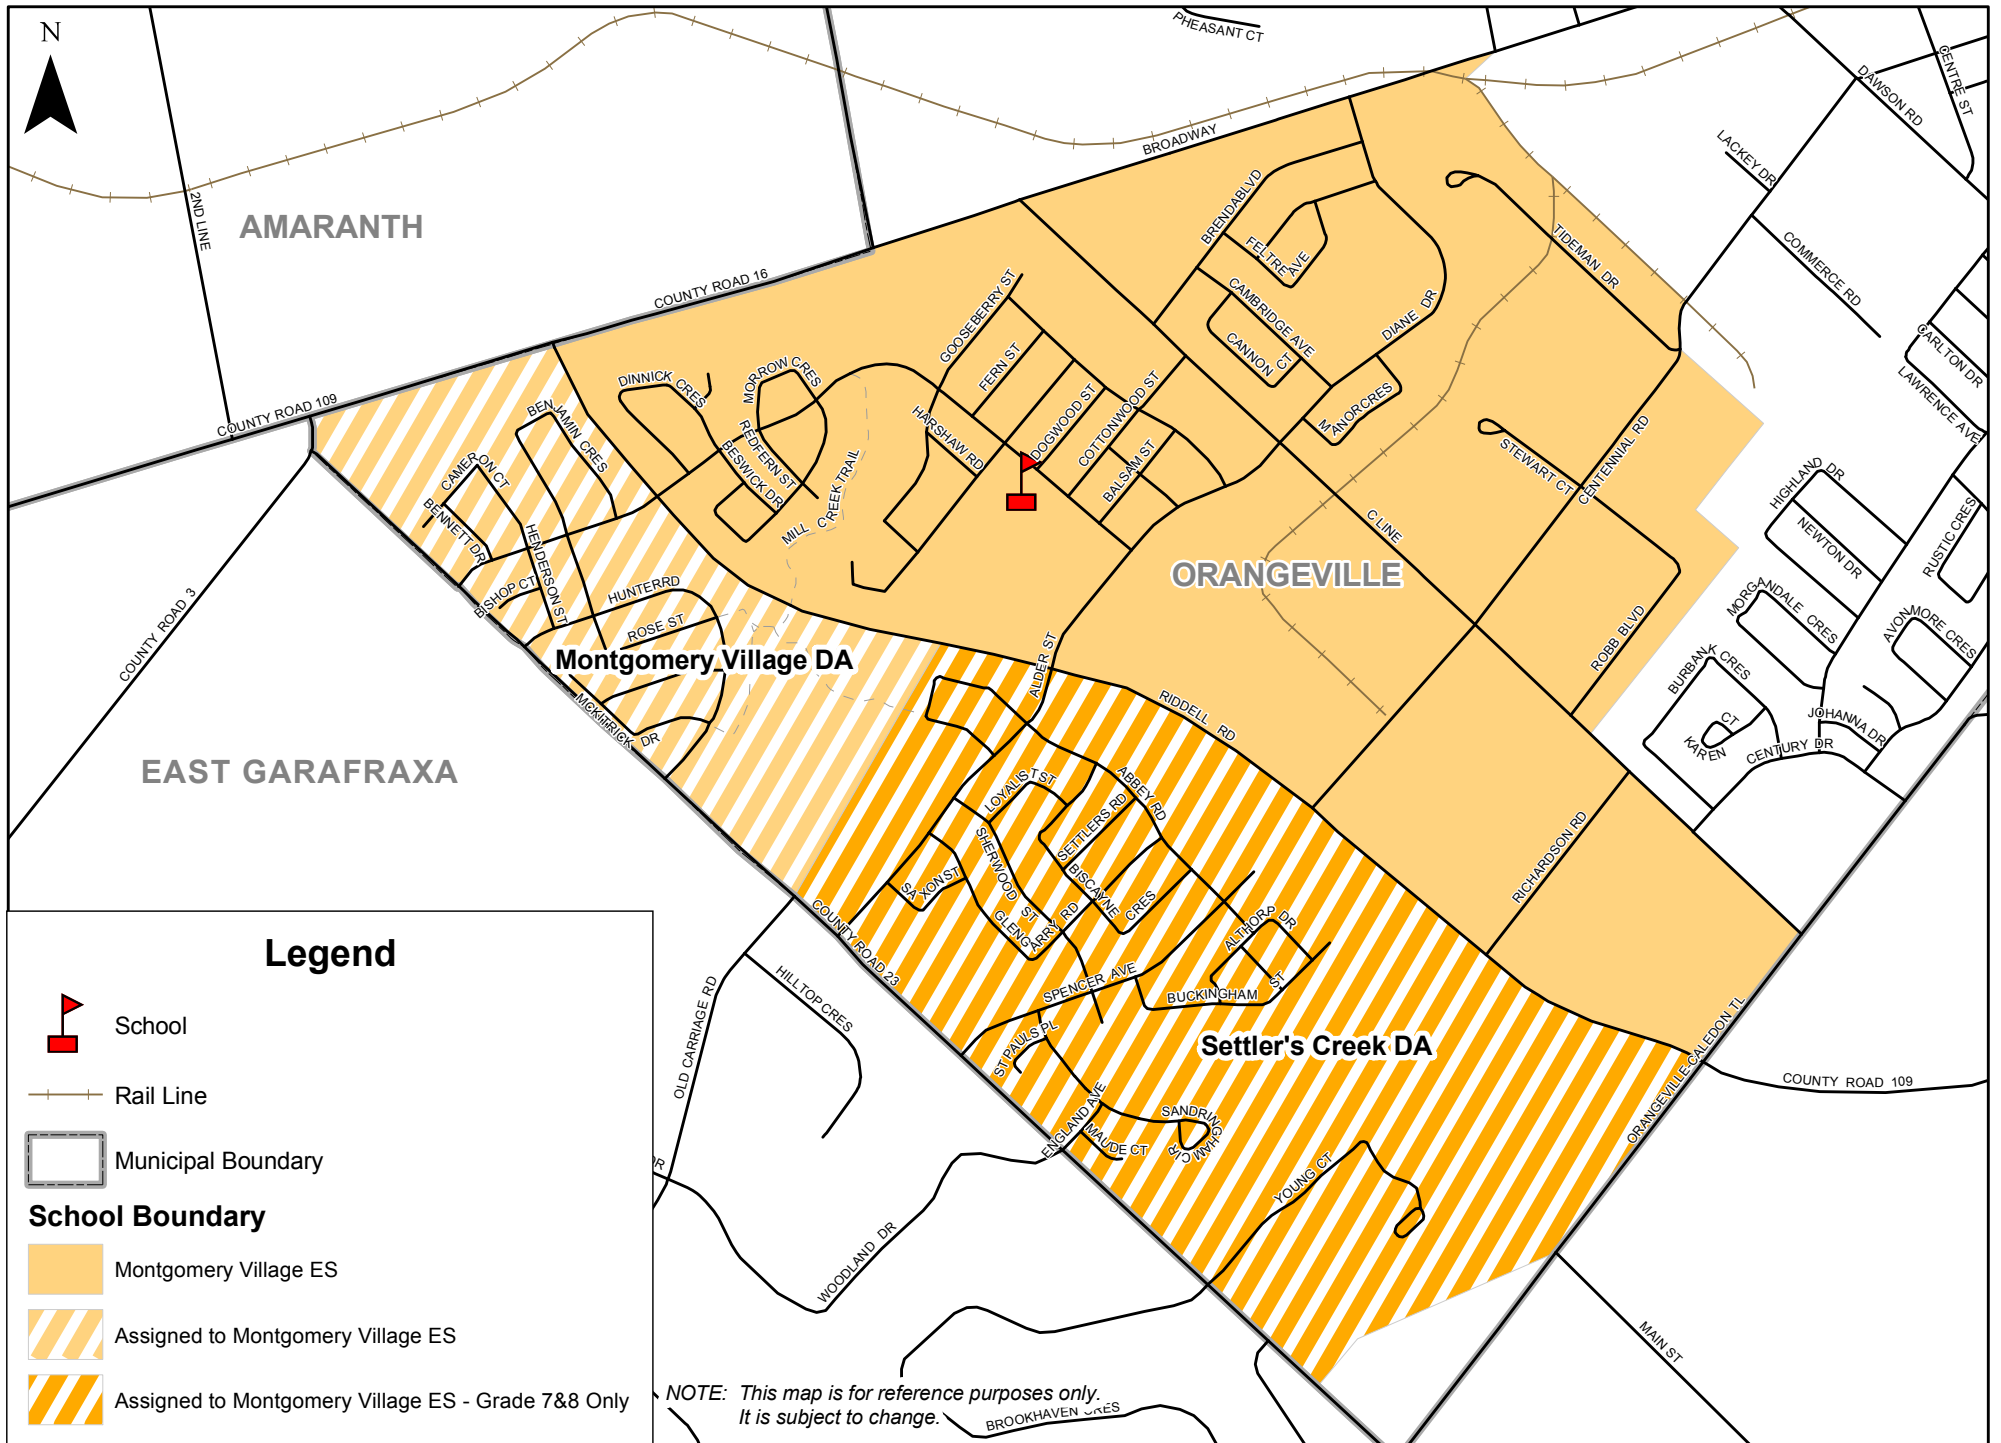 N
PHEASANT CT
CENTRE ST
DAWSON RD
LACKEY DR
BROADWAY
2ND LINE
AMARANTH
BRENDABLVD
FELTRE AVE
TIDEMAN DR
COMMERCE RD
COUNTY ROAD 16
GOOSEBERRY ST
CAMBRIDGE AVE
DIANE DR
CANNON CT
CARLTON DR
LAWRENCE AVE
FERN ST
MORROW CRES
DINNICK CRES
COUNTY ROAD 109
BENJAMIN CRES
HARSHAW RD
DOGWOOD ST
COTTONWOOD ST
MANORCRES
REDFERN ST
BESWICK DR
BALSAM ST
STEWART CT
CENTENNIAL RD
CAMERON CT
BENNETT DR
MILL CREEK TRAIL
HIGHLAND DR
NEWTON DR
RUSTIC CRES
C LINE
HENDERSON ST
BISHOP CT
HUNTERRD
ROSE ST
ORANGEVILLE
COUNTY ROAD 3
MORGANDALE CRES
AVONMORE CRES
ROBB BLVD
BURBANK CRES
Montgomery Village DA
ALDER ST
RIDDELL RD
MCKITRICK DR
KAREN CT
JOHANNA DR
CENTURY DR
EAST GARAFRAXA
LOYALIST ST
ABBEY RD
SETTLERS RD
SHERWOOD ST
BISCAYNE CRES
SAXONST
GLENGARRY RD
RICHARDSON RD
COUNTY ROAD 23
ALTHORP DR
SPENCER AVE
BUCKINGHAM ST
HILLTOP CRES
OLD CARRIAGE RD
Settler's Creek DA
ST PAULS PL
ORANGEVILLE-CALEDON TL
COUNTY ROAD 109
ENGLAND AVE
MAUDE CT
SANDRINGHAM CIR
YOUNG CT
DR
WOODLAND DR
MAIN ST
BROOKHAVEN CRES
Legend
School
Rail Line
Municipal Boundary
School Boundary
Montgomery Village ES
Assigned to Montgomery Village ES
Assigned to Montgomery Village ES - Grade 7&8 Only
NOTE: This map is for reference purposes only.
It is subject to change.